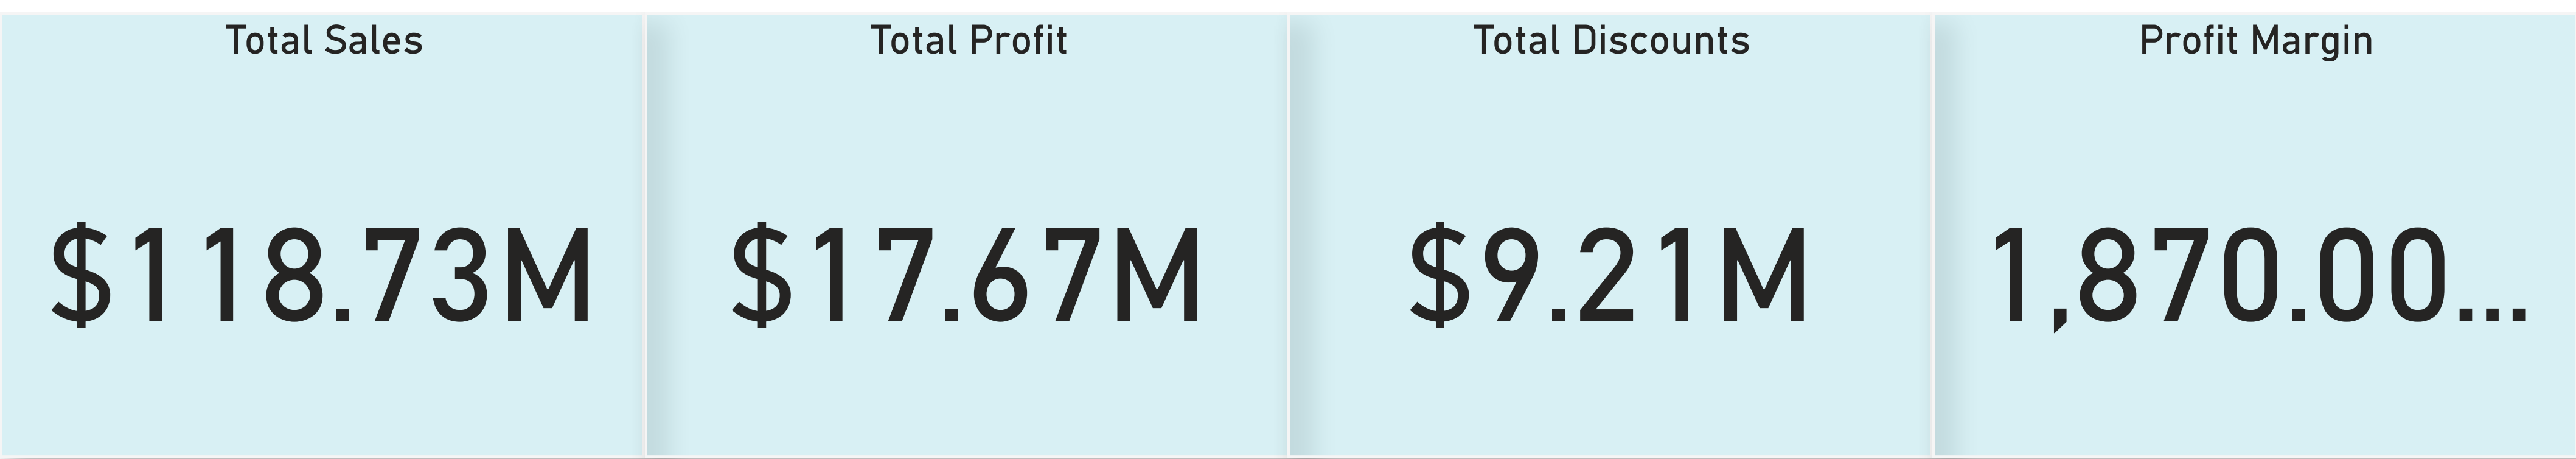 Total Sales
Total Profit
Total Discounts
Profit Margin
$118.73M
$17.67M
$9.21M
1,870.00...